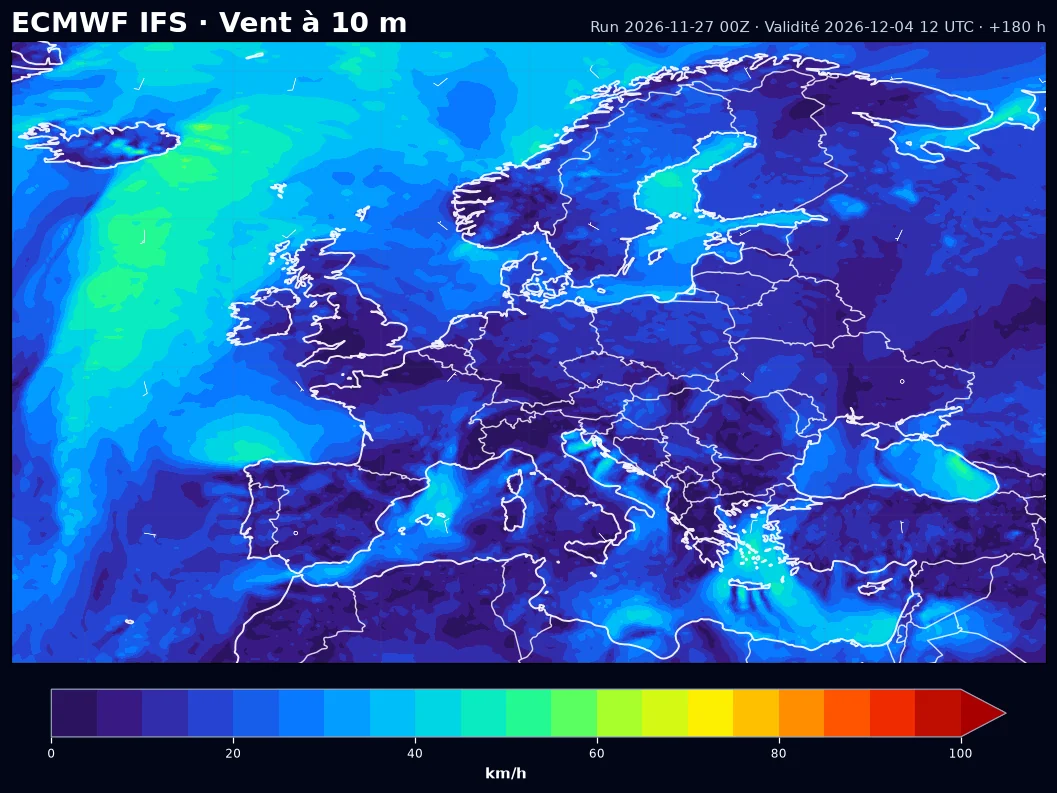 ECMWF IFS · Vent à 10 m
Run 2026-11-27 00Z · Validité 2026-12-04 12 UTC · +180 h
0 20 40 60 80 100
km/h